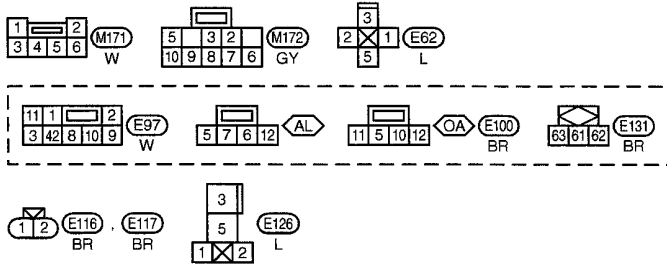 1 2 3 2 3
3 4 5 6 M171 5 3 2 M172 2 1 E62
W 10 9 8 7 6 GY 5 L
11 1 2
3 42 8 10 9 E97 5 7 6 12 AL 11 5 10 12 OA E100 63 61 62 E131
W BR BR
3
1 2 E116 , E117 5 E126
BR BR 1 2 L